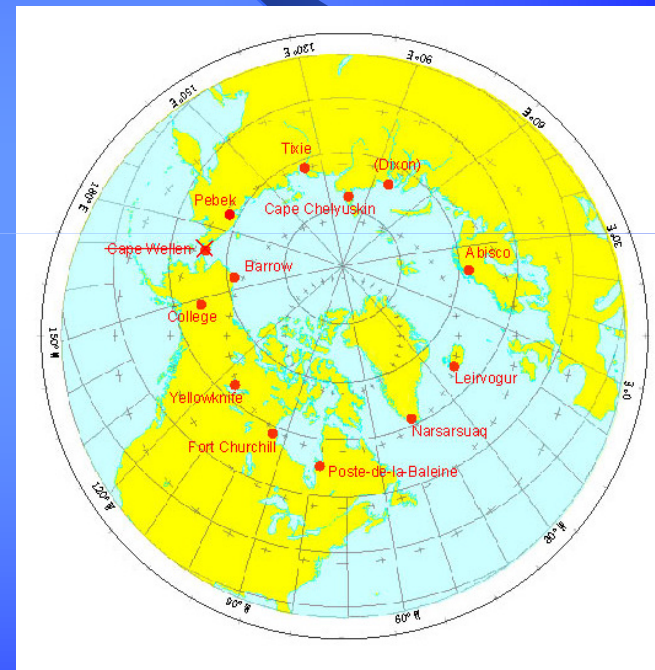 120° E
90° E
150° E
60° E
Tixie
(Dixon)
180° E
Pebek
Cape Chelyuskin
30° E
Cape Wellen
Abisco
Barrow
College
150° W
Leirvogur
Yellowknife
0° E
Narsarsuaq
Fort Churchill
Poste-de-la-Baleine
120° W
30° W
90° W
60° W